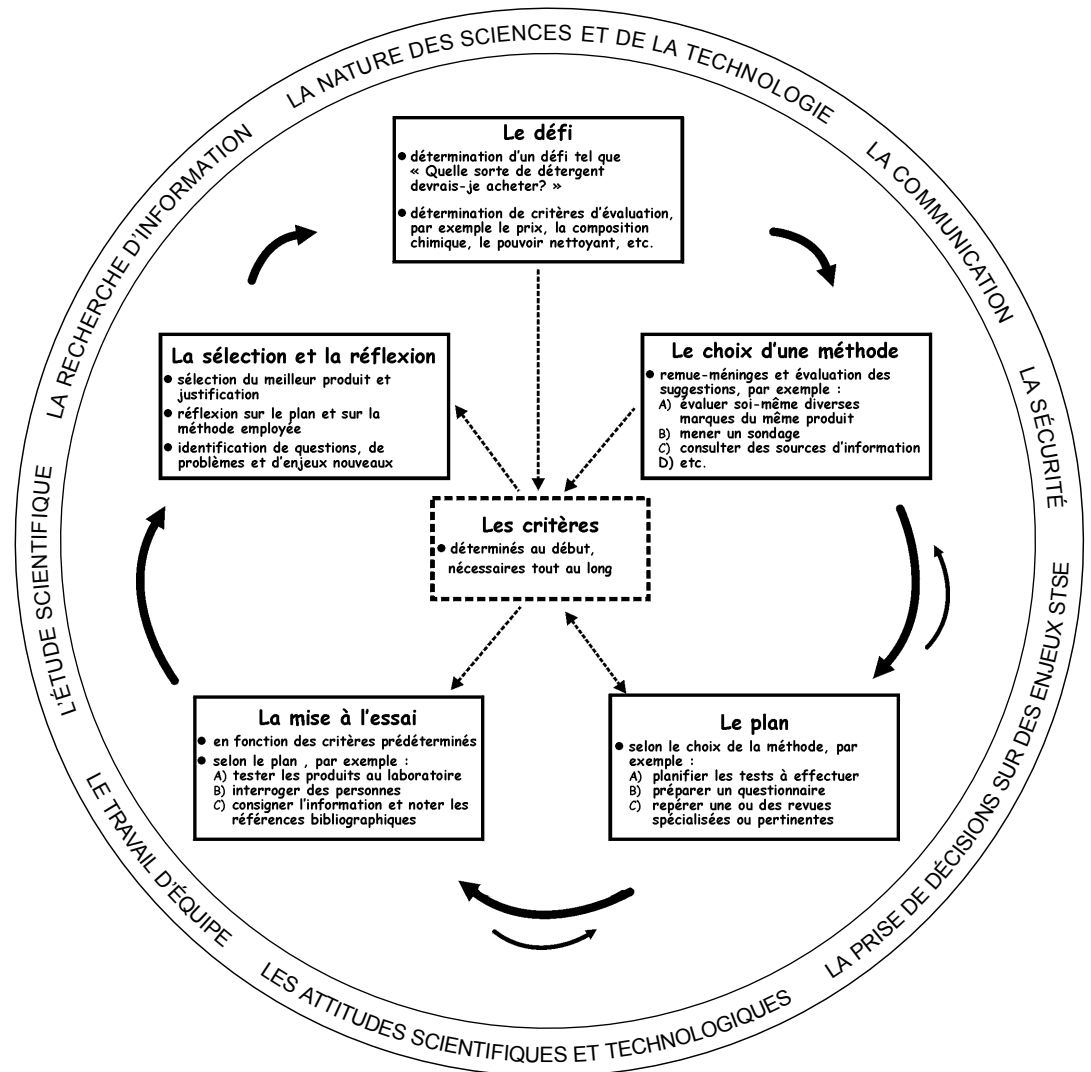 LA NATURE DES SCIENCES ET DE LA TECHNOLOGIE
LA COMMUNICATION
LA SÉCURITÉ
LA PRISE DE DÉCISIONS SUR DES ENJEUX STSE
LES ATTITUDES SCIENTIFIQUES ET TECHNOLOGIQUES
LE TRAVAIL D'ÉQUIPE
L'ÉTUDE SCIENTIFIQUE
LA RECHERCHE D'INFORMATION
Le défi
● détermination d'un défi tel que
« Quelle sorte de détergent
devrais-je acheter? »
● détermination de critères d'évaluation,
par exemple le prix, la composition
chimique, le pouvoir nettoyant, etc.
Le choix d'une méthode
● remue-méninges et évaluation des
suggestions, par exemple :
A) évaluer soi-même diverses
marques du même produit
B) mener un sondage
C) consulter des sources d'information
D) etc.
Le plan
● selon le choix de la méthode, par
exemple :
A) planifier les tests à effectuer
B) préparer un questionnaire
C) repérer une ou des revues
spécialisées ou pertinentes
La mise à l'essai
● en fonction des critères prédéterminés
● selon le plan , par exemple :
A) tester les produits au laboratoire
B) interroger des personnes
C) consigner l'information et noter les
références bibliographiques
La sélection et la réflexion
● sélection du meilleur produit et
justification
● réflexion sur le plan et sur la
méthode employée
● identification de questions, de
problèmes et d'enjeux nouveaux
Les critères
● déterminés au début,
nécessaires tout au long